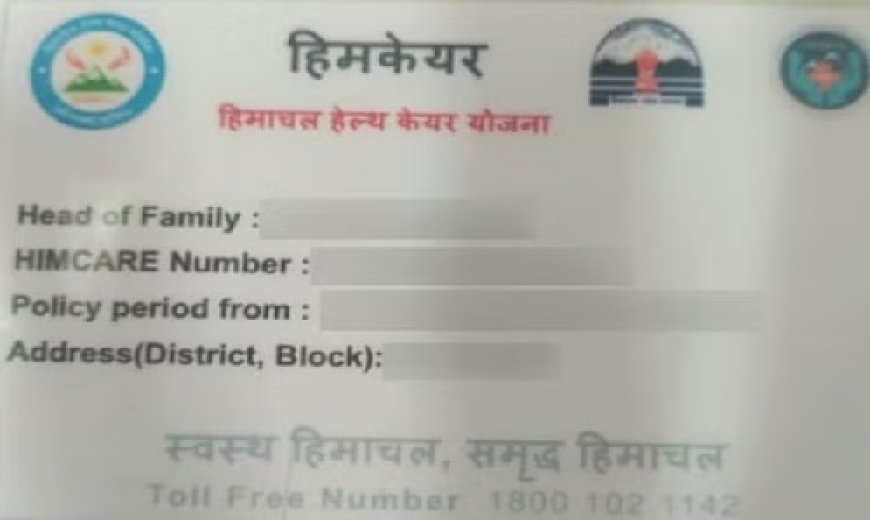 हिमकेयर
हिमाचल हेल्थ केयर योजना
Head of Family :
HIMCARE Number :
Policy period from :
Address(District, Block):
स्वस्थ हिमाचल, समृद्ध हिमाचल
Toll Free Number 1800 102 1142